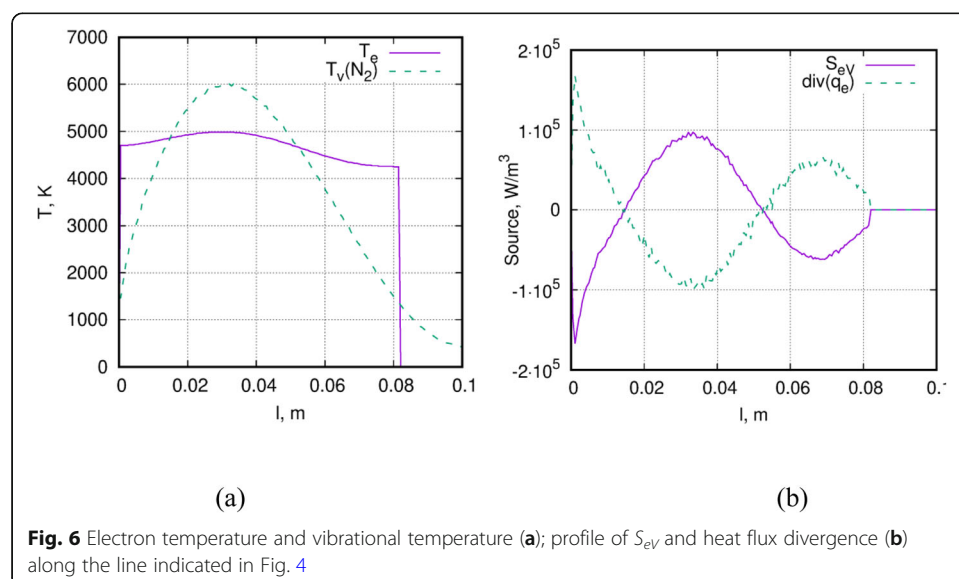 7000
6000
5000
4000
3000
2000
1000
0
T, K
T_e
T_v(N_2)
0 0.02 0.04 0.06 0.08 0.1
l, m
2·10^5
1·10^5
0
-1·10^5
-2·10^5
Source, W/m^3
S_eV
div(q_e)
0 0.02 0.04 0.06 0.08 0.
l, m
(a) (b)
Fig. 6 Electron temperature and vibrational temperature (a); profile of S_eV and heat flux divergence (b)
along the line indicated in Fig. 4